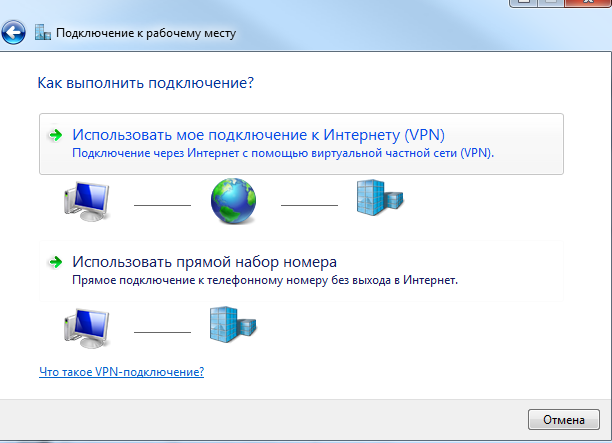 Подключение к рабочему месту
Как выполнить подключение?
Использовать мое подключение к Интернету (VPN)
Подключение через Интернет с помощью виртуальной частной сети (VPN).
Использовать прямой набор номера
Прямое подключение к телефонному номеру без выхода в Интернет.
Что такое VPN-подключение?
Отмена